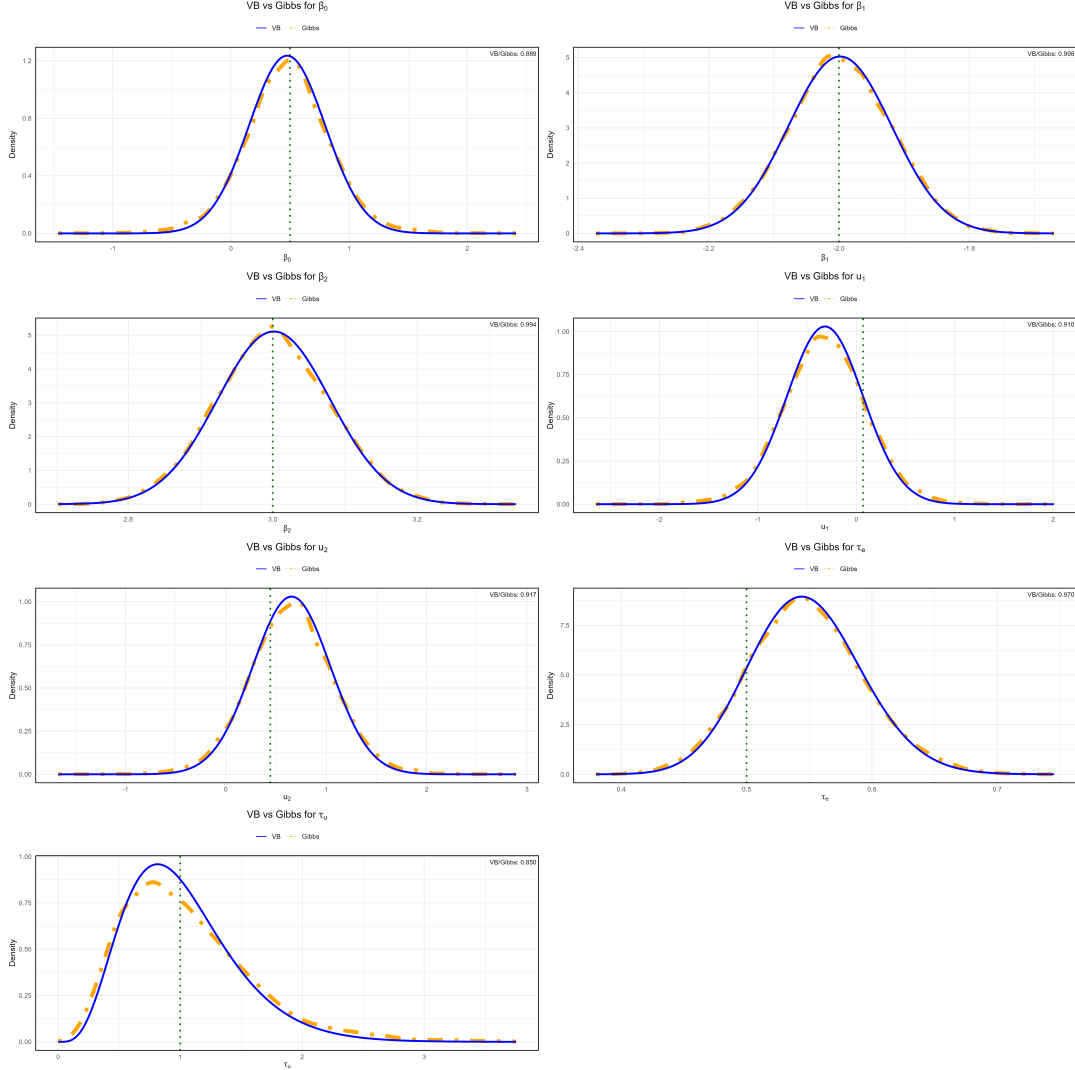 VB vs Gibbs for β₀
VB Gibbs
VB/Gibbs: 0.889
1.2
0.8
0.4
0.0
Density
-1 0 1 2
β₀
VB vs Gibbs for β₁
VB Gibbs
VB/Gibbs: 0.998
5
4
3
2
1
0
Density
-2.4 -2.2 -2.0 -1.8
β₁
VB vs Gibbs for β₂
VB Gibbs
VB/Gibbs: 0.994
5
4
3
2
1
0
Density
2.8 3.0 3.2
β₂
VB vs Gibbs for u₁
VB Gibbs
VB/Gibbs: 0.910
1.00
0.75
0.50
0.25
0.00
Density
-2 -1 0 1 2
u₁
VB vs Gibbs for u₂
VB Gibbs
VB/Gibbs: 0.917
1.00
0.75
0.50
0.25
0.00
Density
-1 0 1 2 3
u₂
VB vs Gibbs for τₑ
VB Gibbs
VB/Gibbs: 0.970
7.5
5.0
2.5
0.0
Density
0.4 0.5 0.6 0.7
τₑ
VB vs Gibbs for τᵤ
VB Gibbs
VB/Gibbs: 0.850
1.00
0.75
0.50
0.25
0.00
Density
0 1 2 3
τₑ